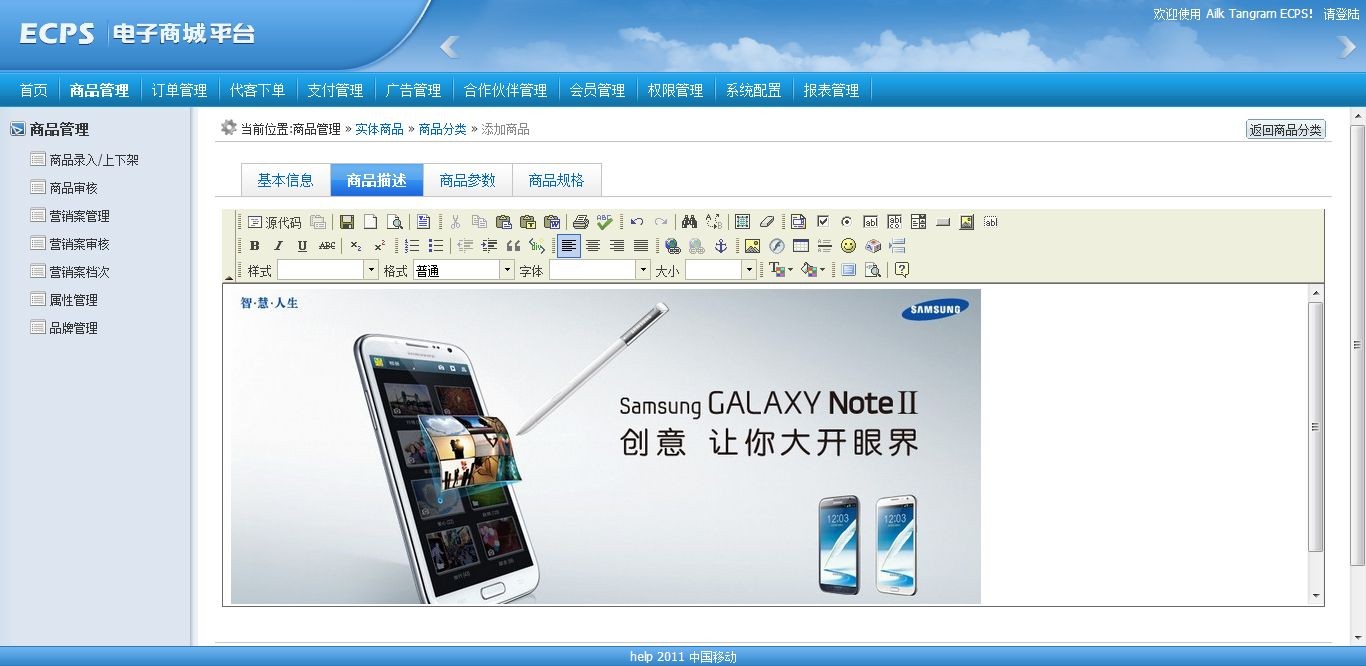 欢迎使用 Ailk Tangram ECPS! 请登陆
ECPS 电子商城平台
首页 商品管理 订单管理 代客下单 支付管理 广告管理 合作伙伴管理 会员管理 权限管理 系统配置 报表管理
商品管理
商品录入/上下架
商品审核
营销案管理
营销案审核
营销案档次
属性管理
品牌管理
当前位置:商品管理 » 实体商品 » 商品分类 » 添加商品
返回商品分类
基本信息 商品描述 商品参数 商品规格
源代码
样式 格式 普通 字体 大小
智·慧·人生
SAMSUNG
Samsung GALAXY Note II
创意 让你大开眼界
12:03 12:03
help 2011 中国移动